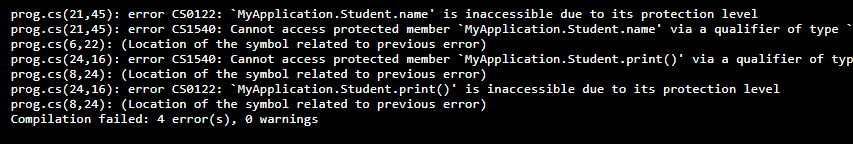 prog.cs(21,45): error CS0122: `MyApplication.Student.name' is inaccessible due to its protection level
prog.cs(21,45): error CS1540: Cannot access protected member `MyApplication.Student.name' via a qualifier of type `
prog.cs(6,22): (Location of the symbol related to previous error)
prog.cs(24,16): error CS1540: Cannot access protected member `MyApplication.Student.print()' via a qualifier of typ
prog.cs(8,24): (Location of the symbol related to previous error)
prog.cs(24,16): error CS0122: `MyApplication.Student.print()' is inaccessible due to its protection level
prog.cs(8,24): (Location of the symbol related to previous error)
Compilation failed: 4 error(s), 0 warnings